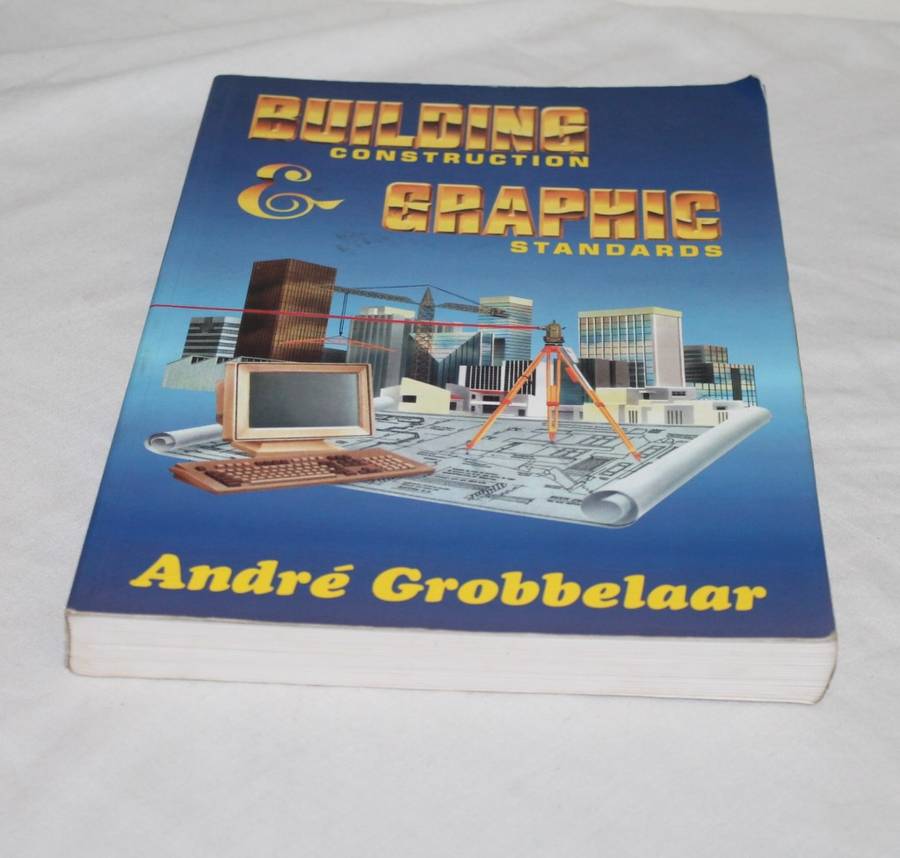 BUILDING
CONSTRUCTION
& GRAPHIC
STANDARDS
André Grobbelaar